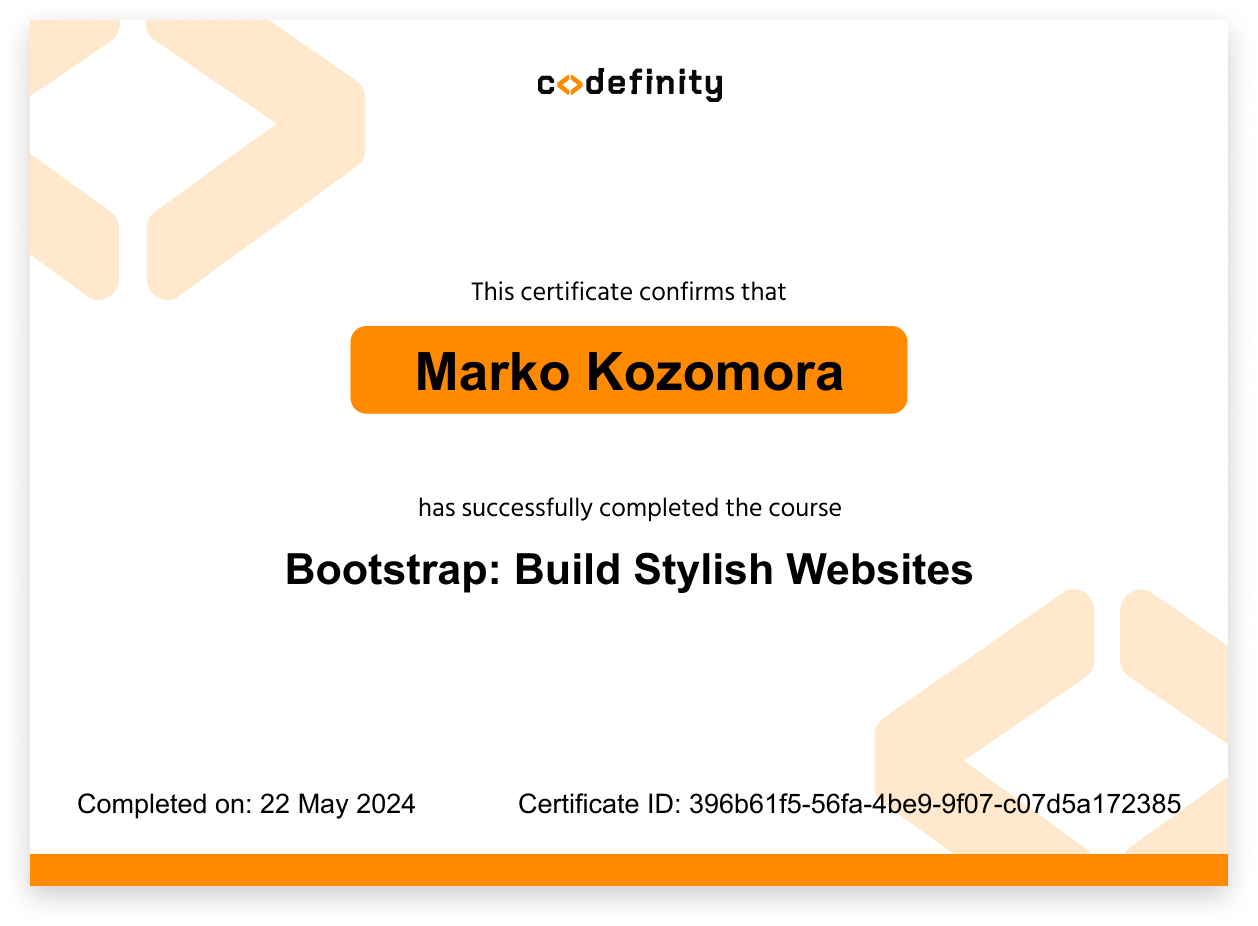 codefinity
This certificate confirms that
Marko Kozomora
has successfully completed the course
Bootstrap: Build Stylish Websites
Completed on: 22 May 2024
Certificate ID: 396b61f5-56fa-4be9-9f07-c07d5a172385